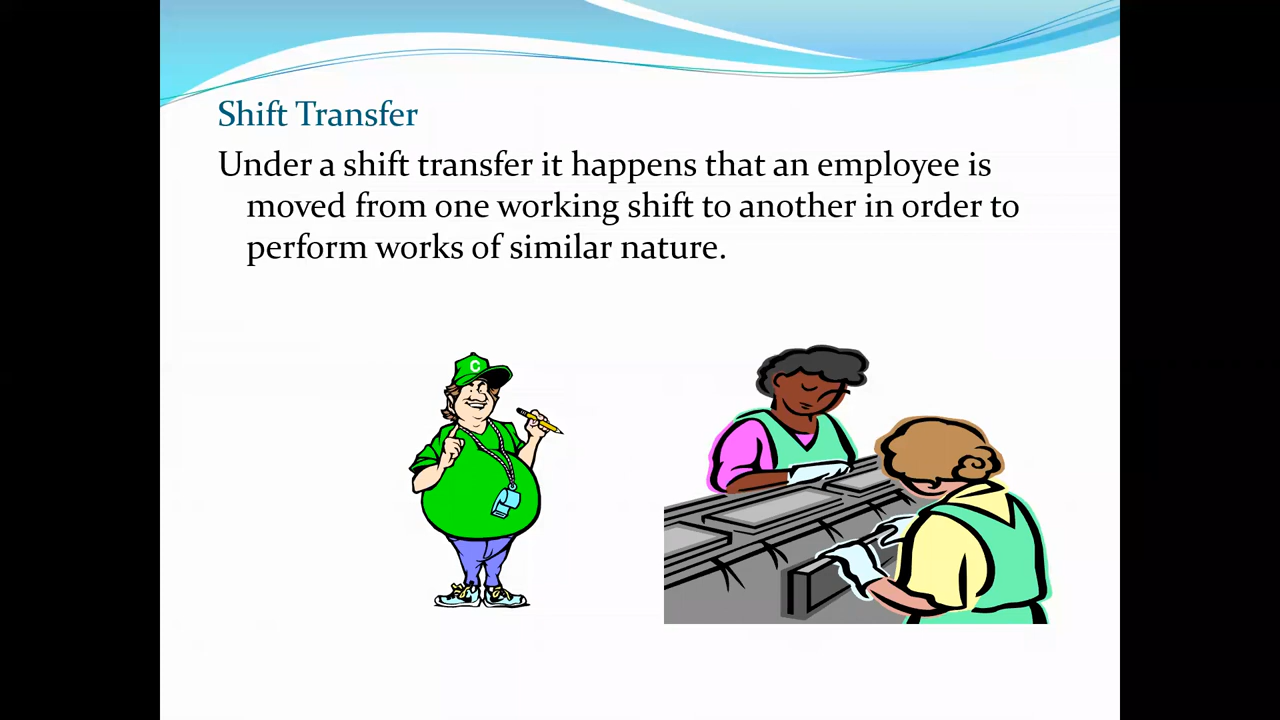 Shift Transfer
Under a shift transfer it happens that an employee is
moved from one working shift to another in order to
perform works of similar nature.
C